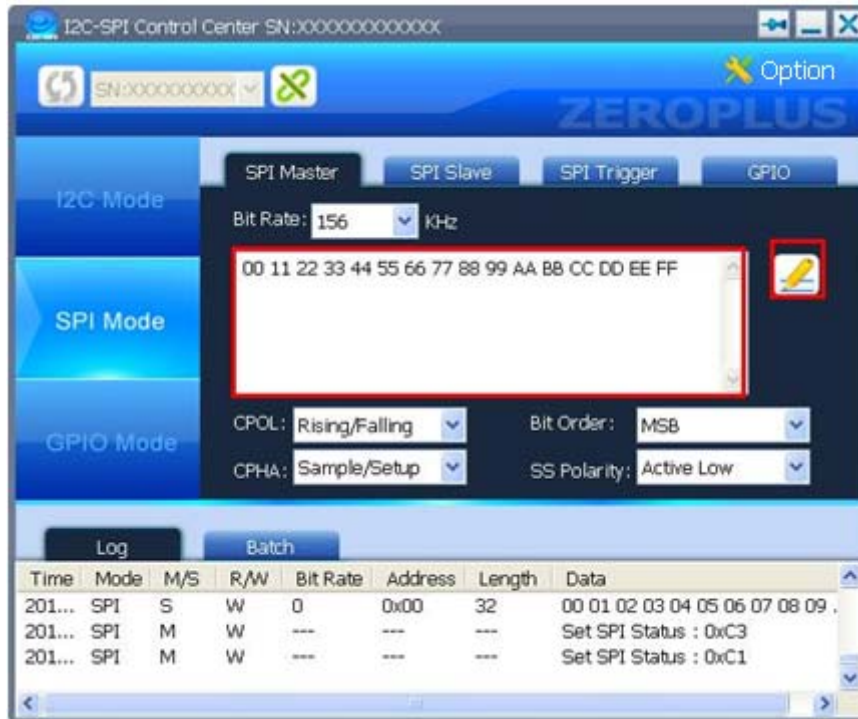 I2C-SPI Control Center SN:XXXXXXXXXXXXX
SN:XXXXXXXXXX
Option
ZEROPLUS
I2C Mode
SPI Mode
GPIO Mode
SPI Master SPI Slave SPI Trigger GPIO
Bit Rate: 156 KHz
00 11 22 33 44 55 66 77 88 99 AA BB CC DD EE FF
CPOL: Rising/Falling Bit Order: MSB
CPHA: Sample/Setup SS Polarity: Active Low
Log Batch
Time Mode M/S R/W Bit Rate Address Length Data
201... SPI S W 0 0x00 32 00 01 02 03 04 05 06 07 08 09 .
201... SPI M W --- --- --- Set SPI Status : 0xC3
201... SPI M W --- --- --- Set SPI Status : 0xC1